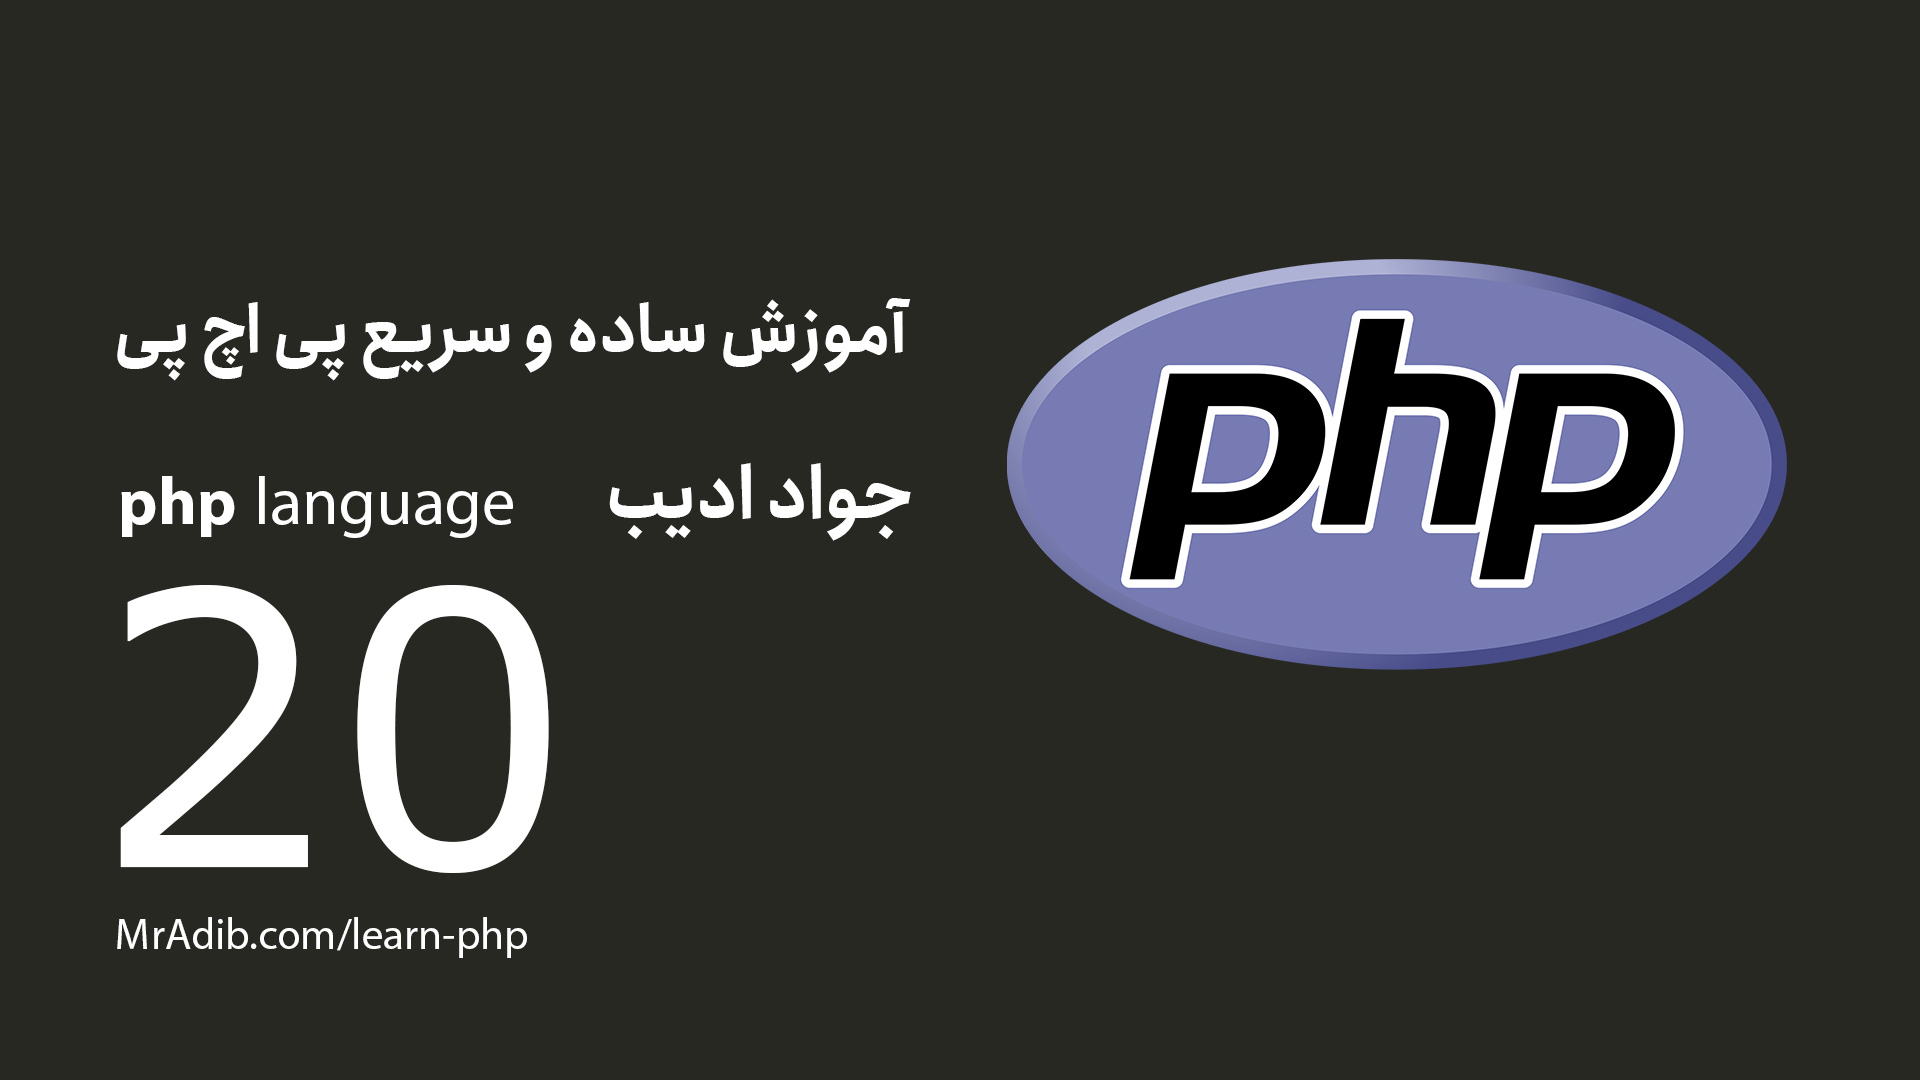 آموزش ساده و سریع پی اچ پی
جواد ادیب
php language
20
MrAdib.com/learn-php
php